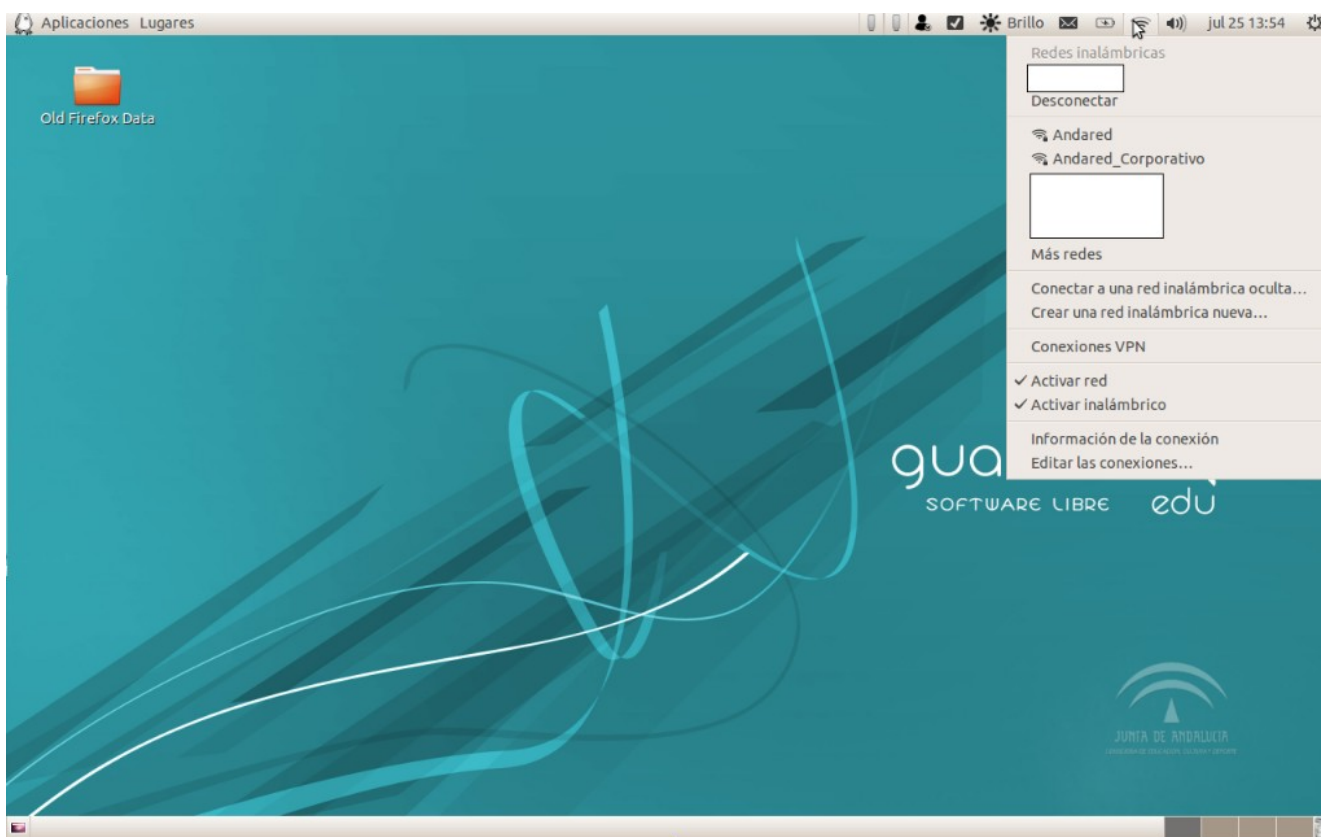 Aplicaciones Lugares
Brillo
jul 25 13:54
Redes inalámbricas
Desconectar
Andared
Andared_Corporativo
Más redes
Conectar a una red inalámbrica oculta...
Crear una red inalámbrica nueva...
Conexiones VPN
Activar red
Activar inalámbrico
Información de la conexión
Editar las conexiones...
Old Firefox Data
gua
SOFTWARE LIBRE edu
JUNTA DE ANDALUCIA